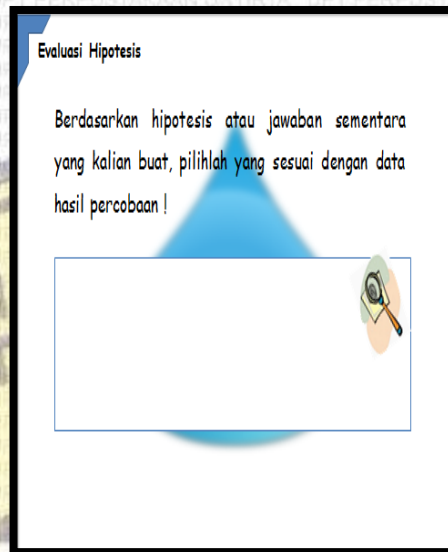 Evaluasi Hipotesis
Berdasarkan hipotesis atau jawaban sementara
yang kalian buat, pilihlah yang sesuai dengan data
hasil percobaan !